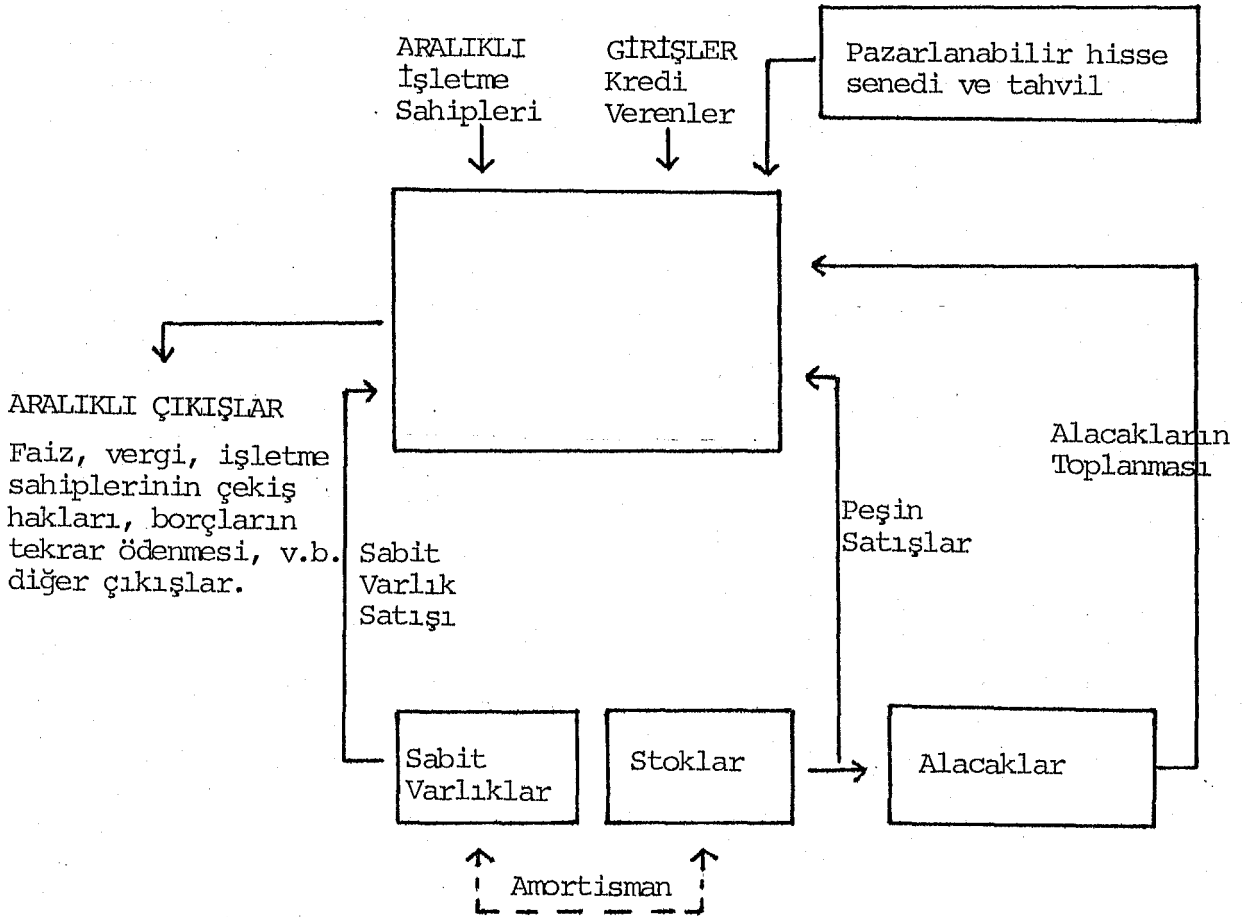 ARALIKLI
İşletme
Sahipleri
GİRİŞLER
Kredi
Verenler
Pazarlanabilir hisse
senedi ve tahvil
ARALIKLI ÇIKIŞLAR
Faiz, vergi, işletme
sahiplerinin çekiş
hakları, borçların
tekrar ödenmesi, v.b.
diğer çıkışlar.
Sabit
Varlık
Satışı
Peşin
Satışlar
Alacakların
Toplanması
Sabit
Varlıklar
Stoklar
Alacaklar
Amortisman